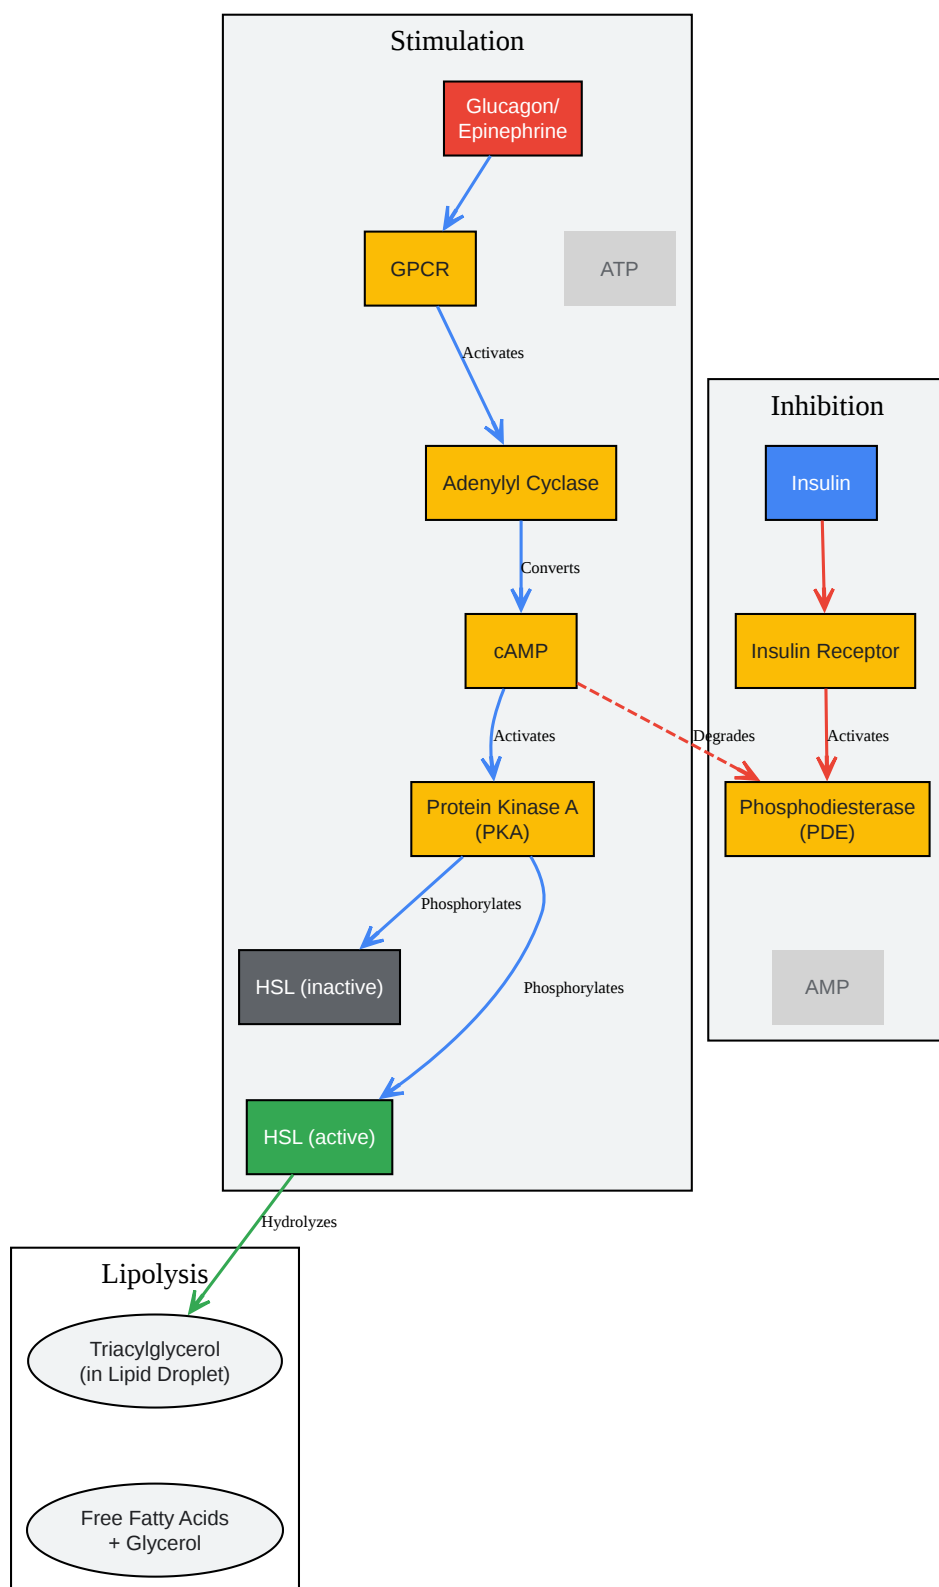 Stimulation
Glucagon/
Epinephrine
GPCR
ATP
Activates
Inhibition
Adenylyl Cyclase
Insulin
Converts
cAMP
Insulin Receptor
Activates
Degrades
Activates
Protein Kinase A
(PKA)
Phosphodiesterase
(PDE)
Phosphorylates
HSL (inactive)
Phosphorylates
AMP
HSL (active)
Hydrolyzes
Lipolysis
Triacylglycerol
(in Lipid Droplet)
Free Fatty Acids
+ Glycerol